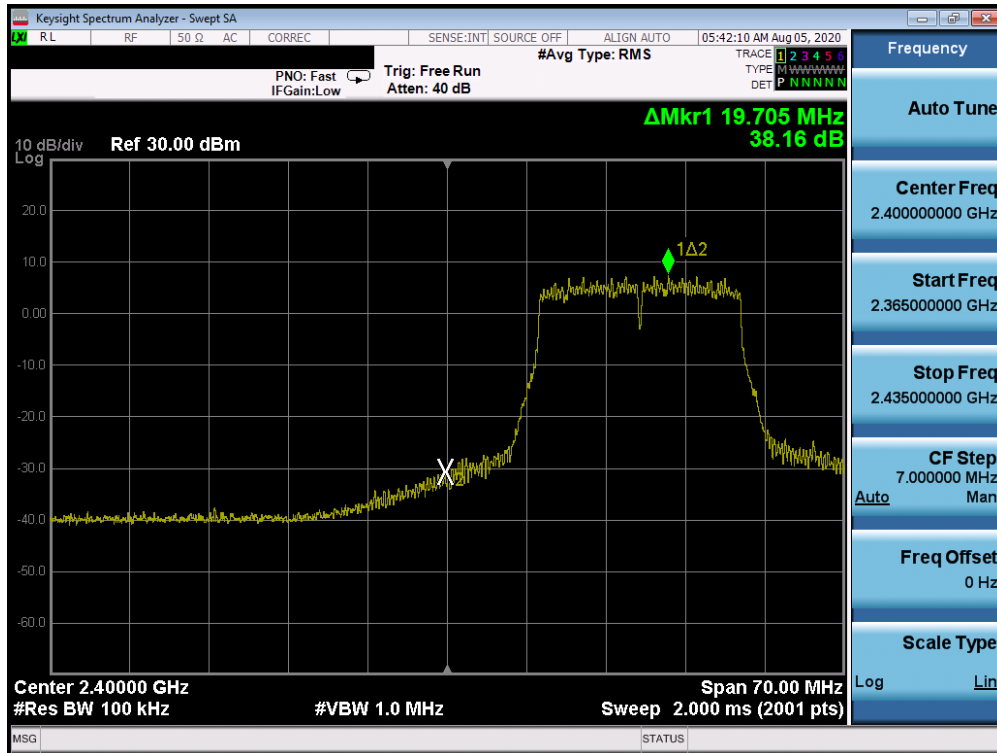 Keysight Spectrum Analyzer - Swept SA
LXI RL RF 50 Ω AC CORREC SENSE:INT SOURCE OFF ALIGN AUTO 05:42:10 AM Aug 05, 2020
#Avg Type: RMS
TRACE 1 2 3 4 5 6
PNO: Fast Trig: Free Run TYPE M WWWWW
IFGain:Low Atten: 40 dB DET P N N N N N
ΔMkr1 19.705 MHz
38.16 dB
10 dB/div Ref 30.00 dBm
Log
20.0
1Δ2
10.0
0.00
-10.0
-20.0
-30.0
X2
-40.0
-50.0
-60.0
Center 2.40000 GHz Span 70.00 MHz
#Res BW 100 kHz #VBW 1.0 MHz Sweep 2.000 ms (2001 pts)
MSG STATUS
Frequency
Auto Tune
Center Freq
2.400000000 GHz
Start Freq
2.365000000 GHz
Stop Freq
2.435000000 GHz
CF Step
7.000000 MHz
Auto Man
Freq Offset
0 Hz
Scale Type
Log Lin